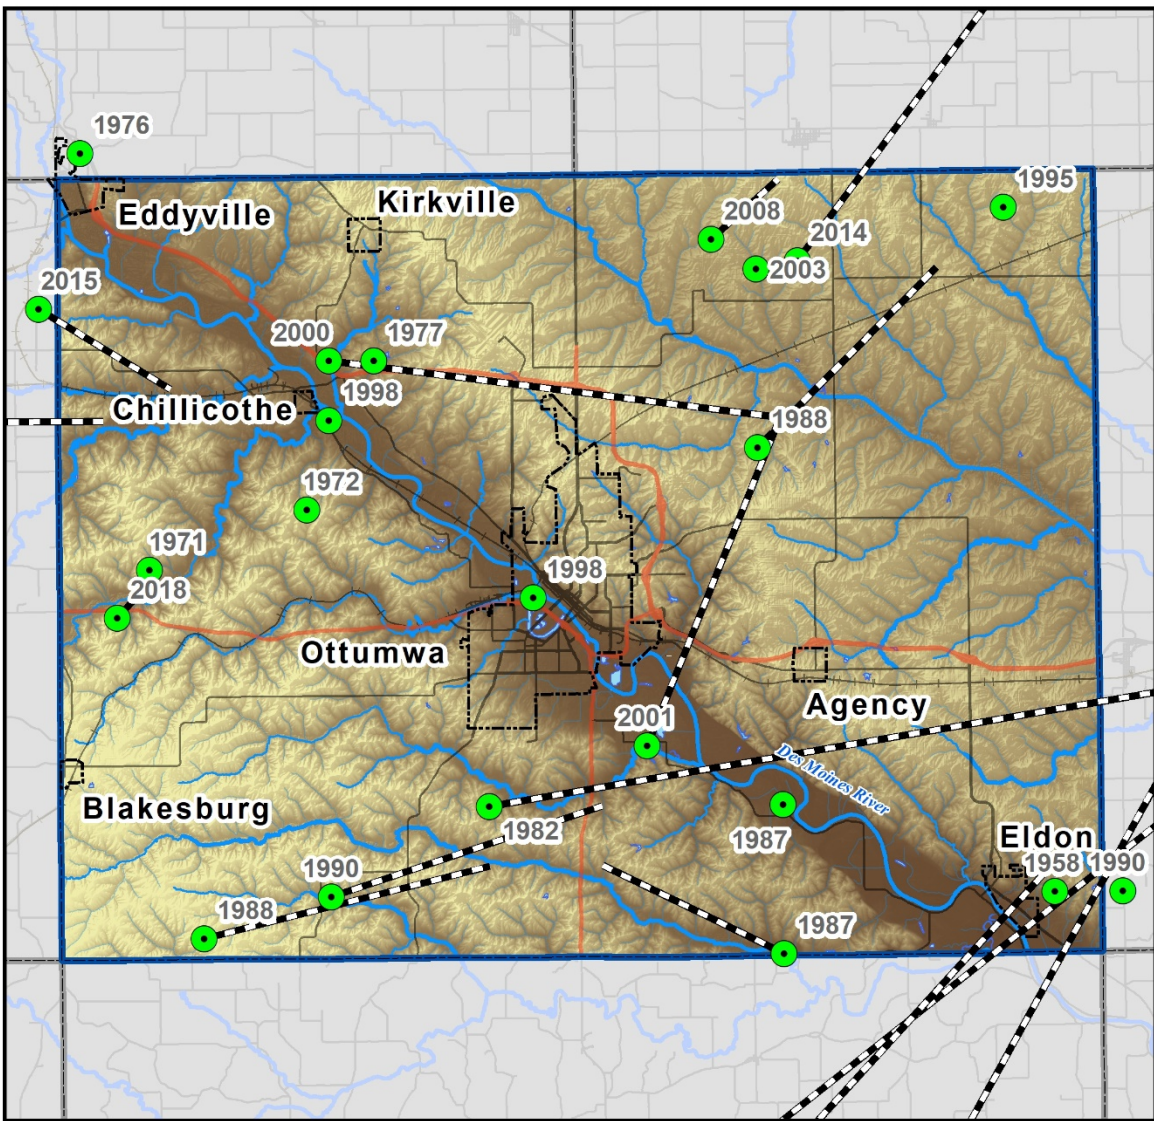 1976
1995
Kirkville
Eddyville
2008
2014
2003
2015
2000
1977
1998
Chillicothe
1988
1972
1971
1998
2018
Ottumwa
Agency
2001
Des Moines River
Blakesburg
1982
1987
Eldon
1958
1990
1990
1988
1987